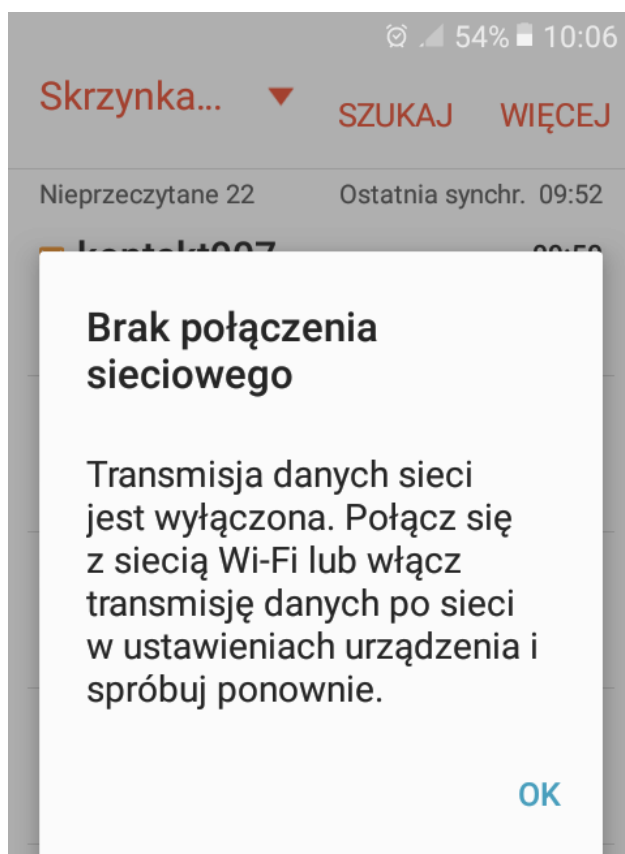 54% 10:06
Skrzynka... SZUKAJ WIĘCEJ
Nieprzeczytane 22 Ostatnia synchr. 09:52
Brak połączenia
sieciowego
Transmisja danych sieci
jest wyłączona. Połącz się
z siecią Wi-Fi lub włącz
transmisję danych po sieci
w ustawieniach urządzenia i
spróbuj ponownie.
OK